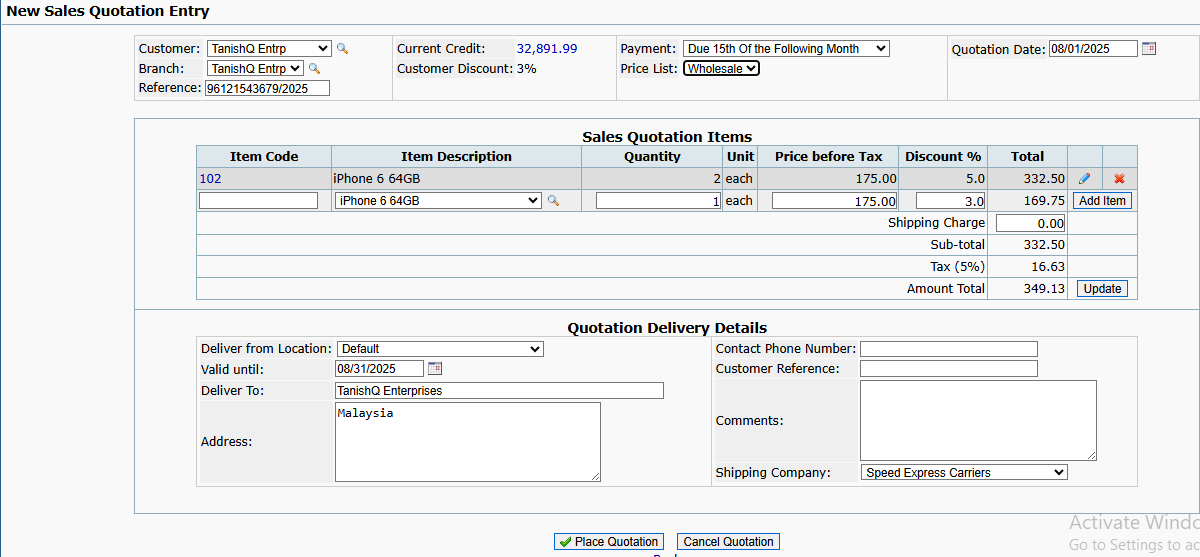 New Sales Quotation Entry
Customer: TanishQ Entrp Current Credit: 32,891.99 Payment: Due 15th Of the Following Month Quotation Date: 08/01/2025
Branch: TanishQ Entrp Customer Discount: 3% Price List: Wholesale
Reference: 96121543679/2025
Sales Quotation Items
Item Code Item Description Quantity Unit Price before Tax Discount % Total
102 iPhone 6 64GB 2 each 175.00 5.0 332.50
iPhone 6 64GB 1 each 175.00 3.0 169.75 Add Item
Shipping Charge 0.00
Sub-total 332.50
Tax (5%) 16.63
Amount Total 349.13 Update
Quotation Delivery Details
Deliver from Location: Default Contact Phone Number:
Valid until: 08/31/2025 Customer Reference:
Deliver To: TanishQ Enterprises
Address: Malaysia Comments:
Shipping Company: Speed Express Carriers
Place Quotation Cancel Quotation
Activate Windo
Go to Settings to ac